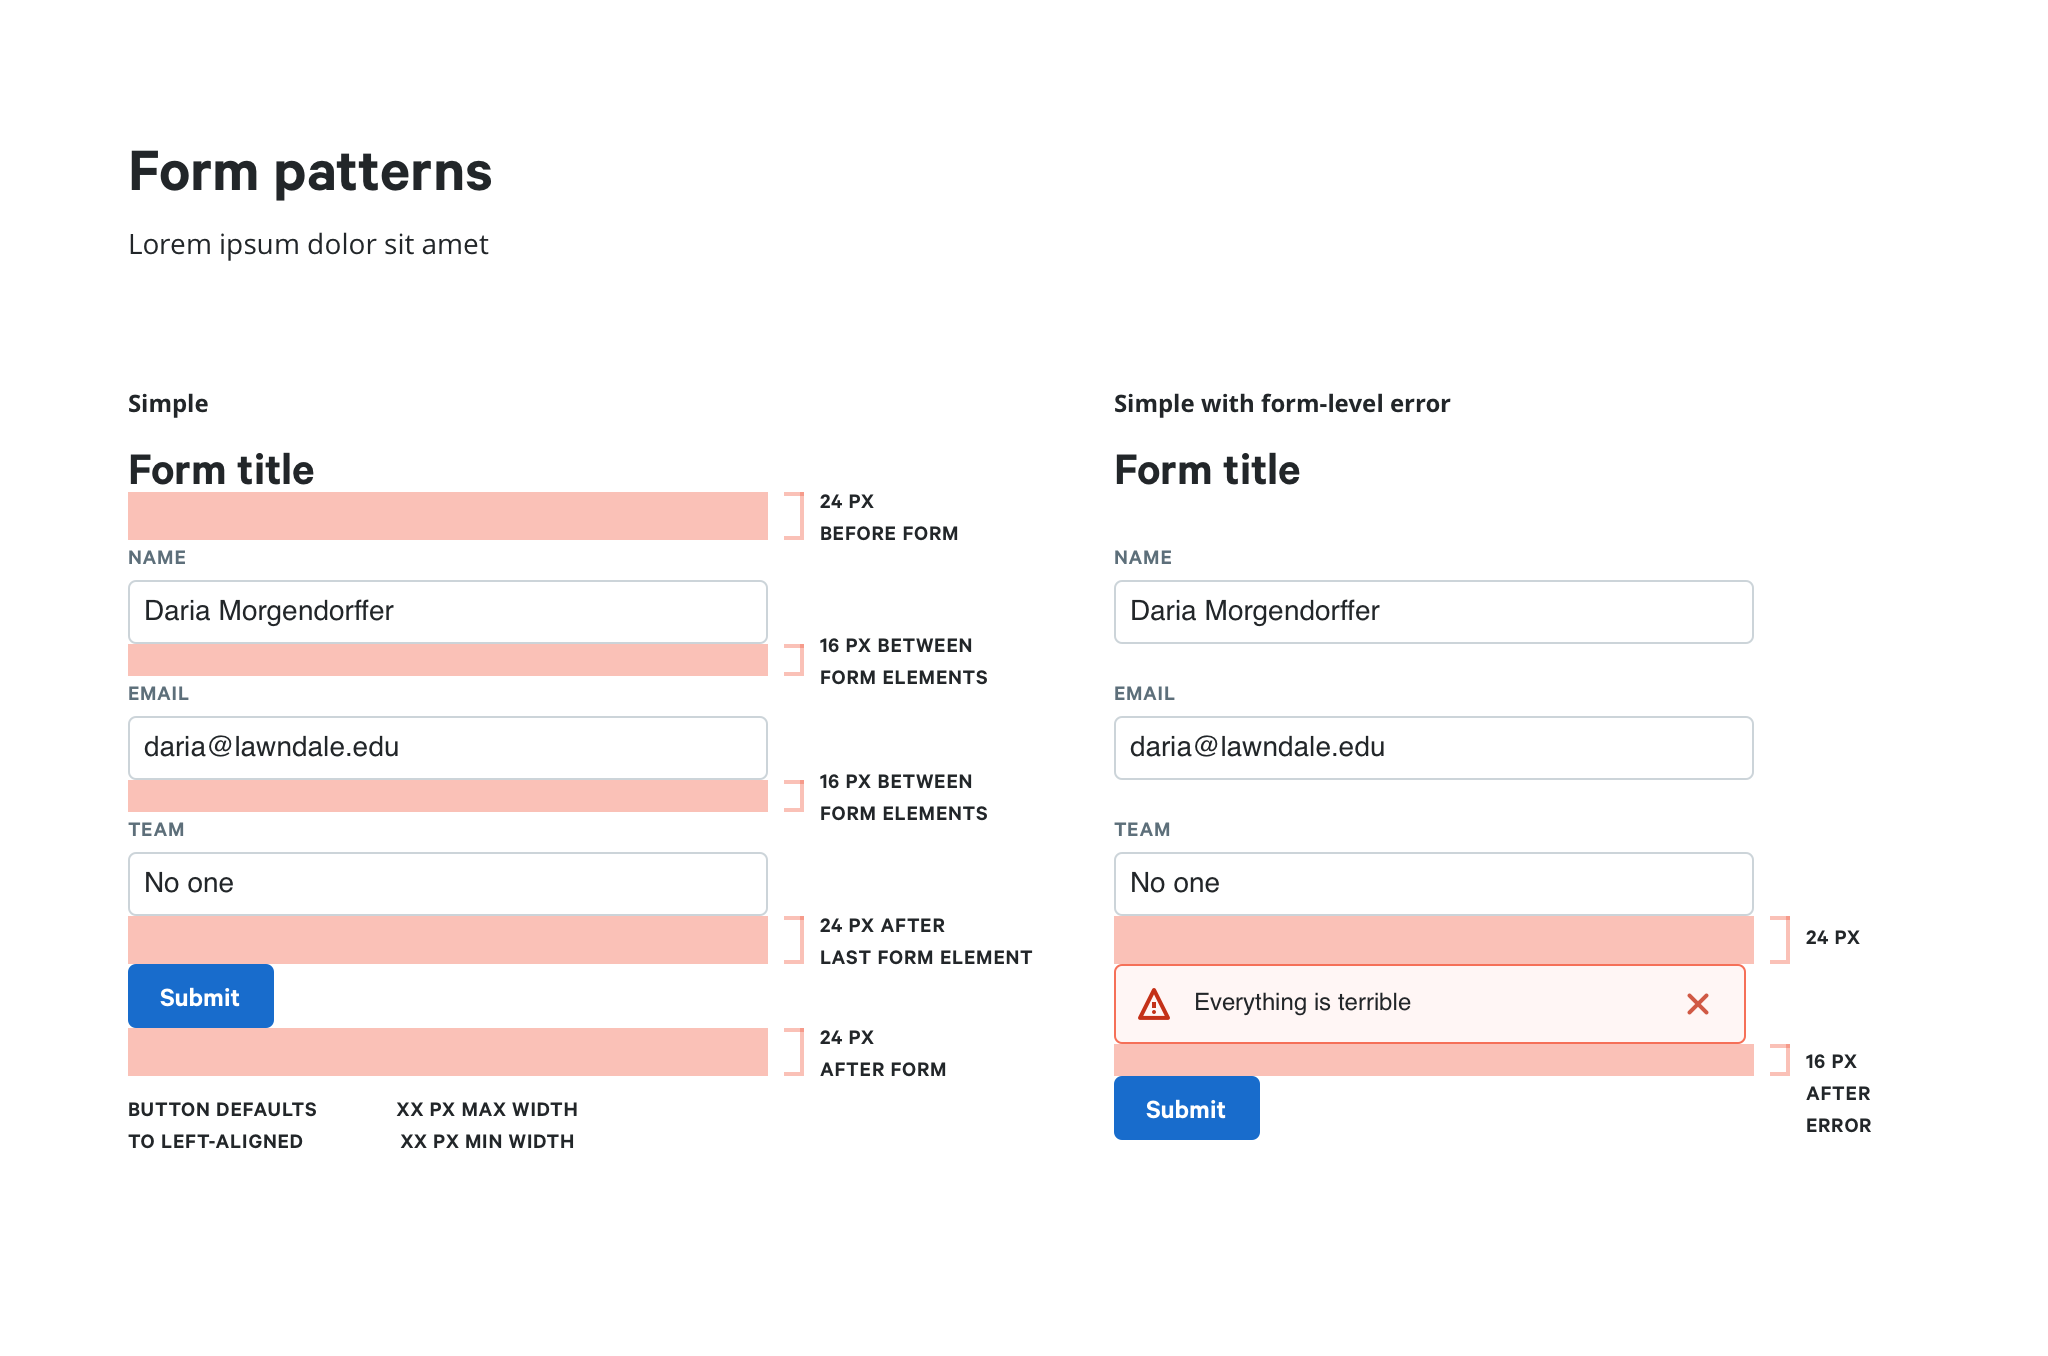 Form patterns
Lorem ipsum dolor sit amet
Simple
Form title
24 PX
BEFORE FORM
NAME
Daria Morgendorffer
16 PX BETWEEN
FORM ELEMENTS
EMAIL
daria@lawndale.edu
16 PX BETWEEN
FORM ELEMENTS
TEAM
No one
24 PX AFTER
LAST FORM ELEMENT
Submit
24 PX
AFTER FORM
BUTTON DEFAULTS
TO LEFT-ALIGNED
XX PX MAX WIDTH
XX PX MIN WIDTH
Simple with form-level error
Form title
NAME
Daria Morgendorffer
EMAIL
daria@lawndale.edu
TEAM
No one
24 PX
Everything is terrible
16 PX
AFTER
ERROR
Submit